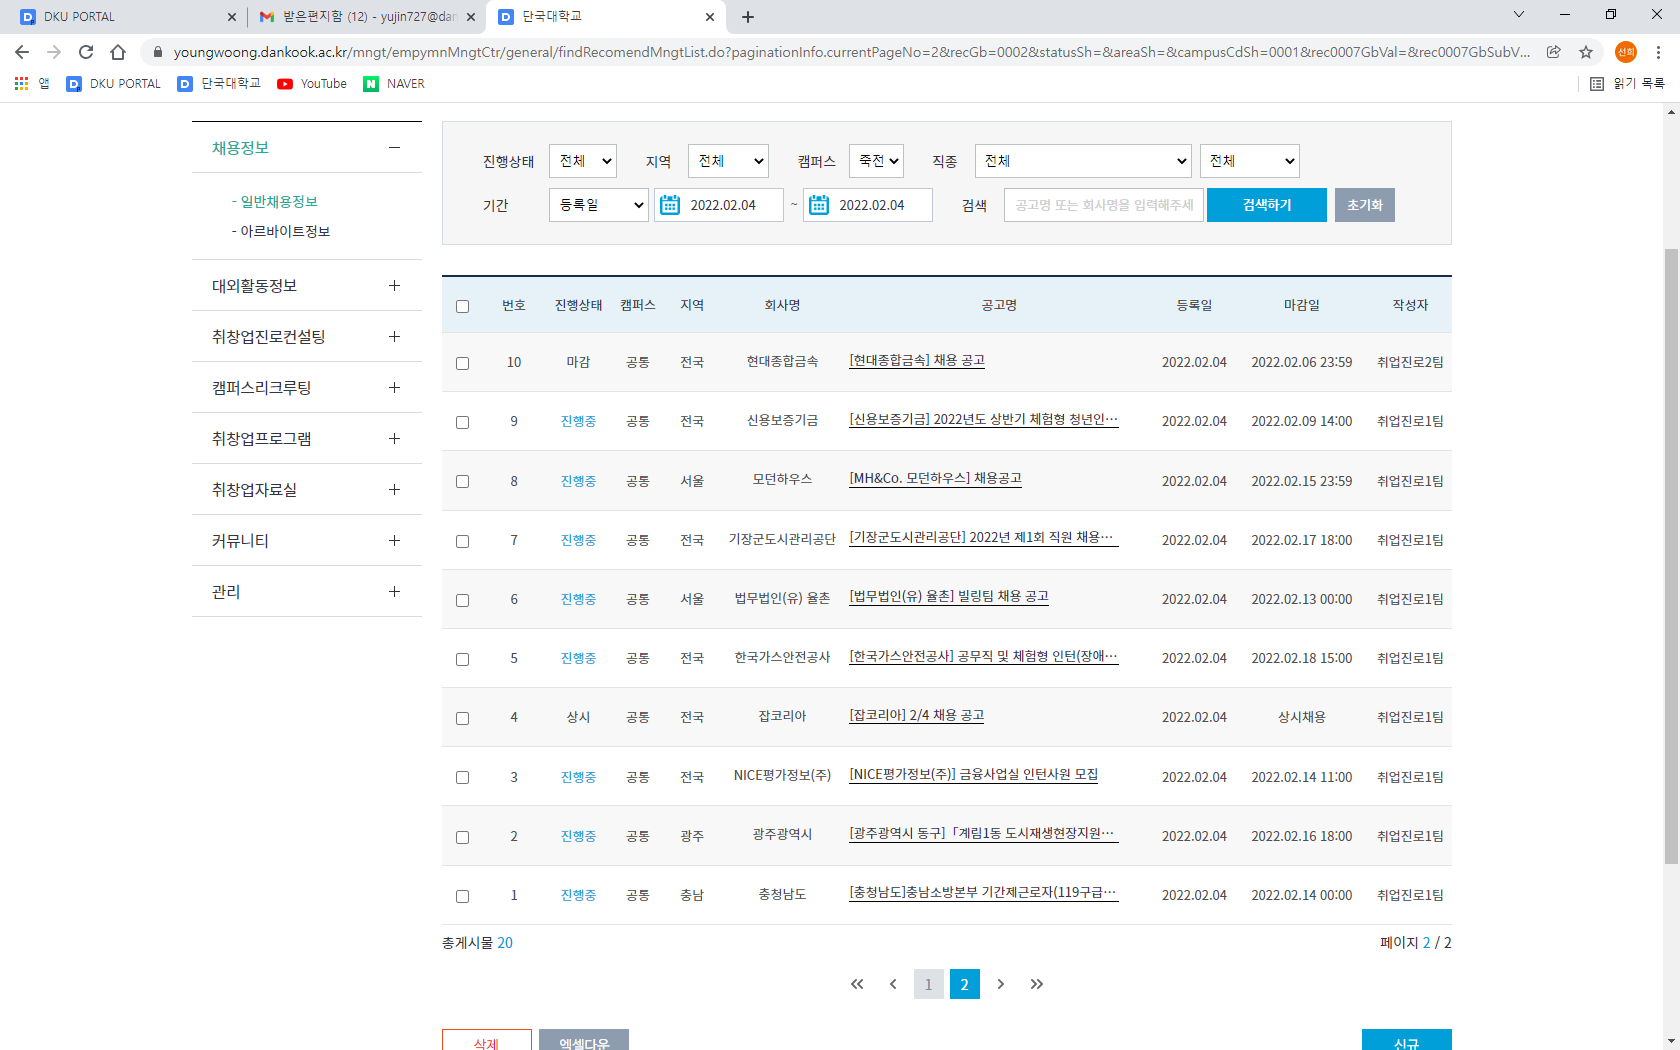 DKU PORTAL
받은편지함 (12) - yujin727@dan
단국대학교
youngwoong.dankook.ac.kr/mngt/empymnMngtCtr/general/findRecomendMngtList.do?paginationInfo.currentPageNo=2&recGb=0002&statusSh=&areaSh=&campusCdSh=0001&rec0007GbVal=&rec0007GbSubV...
선희
앱 DKU PORTAL 단국대학교 YouTube NAVER 읽기 목록
채용정보
- 일반채용정보
- 아르바이트정보
대외활동정보
취창업진로컨설팅
캠퍼스리크루팅
취창업프로그램
취창업자료실
커뮤니티
관리
진행상태 전체 지역 전체 캠퍼스 죽전 직종 전체 전체
기간 등록일 2022.02.04 ~ 2022.02.04 검색 공고명 또는 회사명을 입력해주세 검색하기 초기화
번호 진행상태 캠퍼스 지역 회사명 공고명 등록일 마감일 작성자
10 마감 공통 전국 현대종합금속 [현대종합금속] 채용 공고 2022.02.04 2022.02.06 23:59 취업진로2팀
9 진행중 공통 전국 신용보증기금 [신용보증기금] 2022년도 상반기 체험형 청년인… 2022.02.04 2022.02.09 14:00 취업진로1팀
8 진행중 공통 서울 모던하우스 [MH&Co. 모던하우스] 채용공고 2022.02.04 2022.02.15 23:59 취업진로1팀
7 진행중 공통 전국 기장군도시관리공단 [기장군도시관리공단] 2022년 제1회 직원 채용… 2022.02.04 2022.02.17 18:00 취업진로1팀
6 진행중 공통 서울 법무법인(유) 율촌 [법무법인(유) 율촌] 빌링팀 채용 공고 2022.02.04 2022.02.13 00:00 취업진로1팀
5 진행중 공통 전국 한국가스안전공사 [한국가스안전공사] 공무직 및 체험형 인턴(장애… 2022.02.04 2022.02.18 15:00 취업진로1팀
4 상시 공통 전국 잡코리아 [잡코리아] 2/4 채용 공고 2022.02.04 상시채용 취업진로1팀
3 진행중 공통 전국 NICE평가정보(주) [NICE평가정보(주)] 금융사업실 인턴사원 모집 2022.02.04 2022.02.14 11:00 취업진로1팀
2 진행중 공통 광주 광주광역시 [광주광역시 동구]「계림1동 도시재생현장지원… 2022.02.04 2022.02.16 18:00 취업진로1팀
1 진행중 공통 충남 충청남도 [충청남도]충남소방본부 기간제근로자(119구급… 2022.02.04 2022.02.14 00:00 취업진로1팀
총게시물 20 페이지 2 / 2
1 2
삭제 엑셀다운 신규